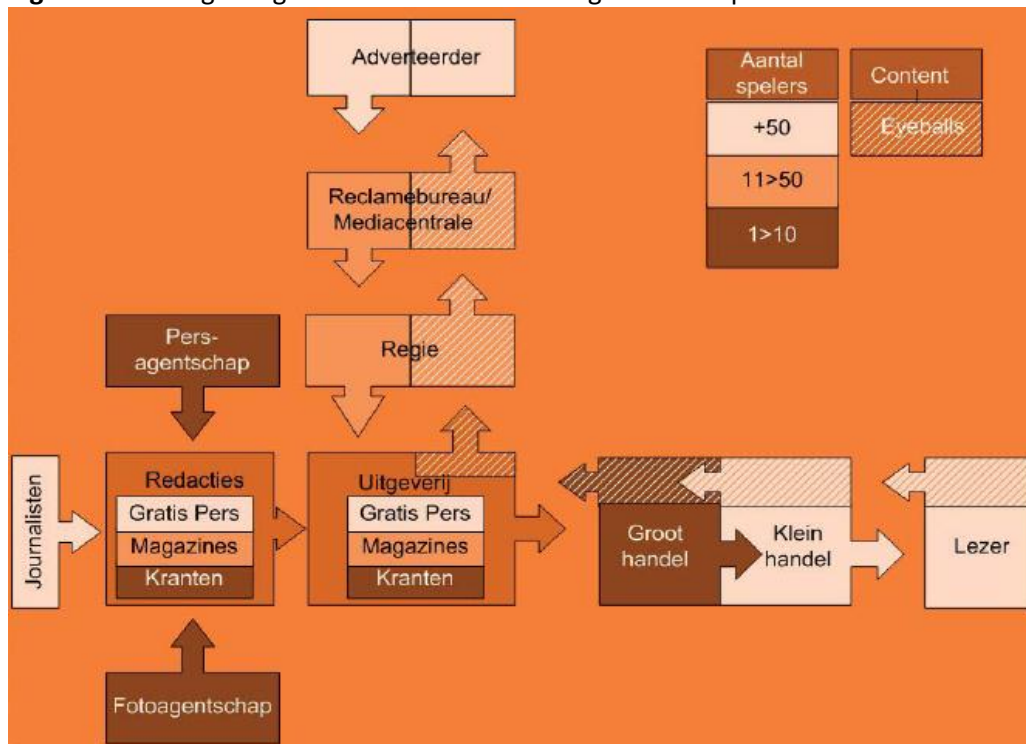 Adverteerder
Aantal
spelers
Content
+50
Eyeballs
11>50
1>10
Reclamebureau/
Mediacentrale
Pers-
agentschap
Regie
Journalisten
Redacties
Gratis Pers
Magazines
Kranten
Uitgeverij
Gratis Pers
Magazines
Kranten
Groot
handel
Klein
handel
Lezer
Fotoagentschap